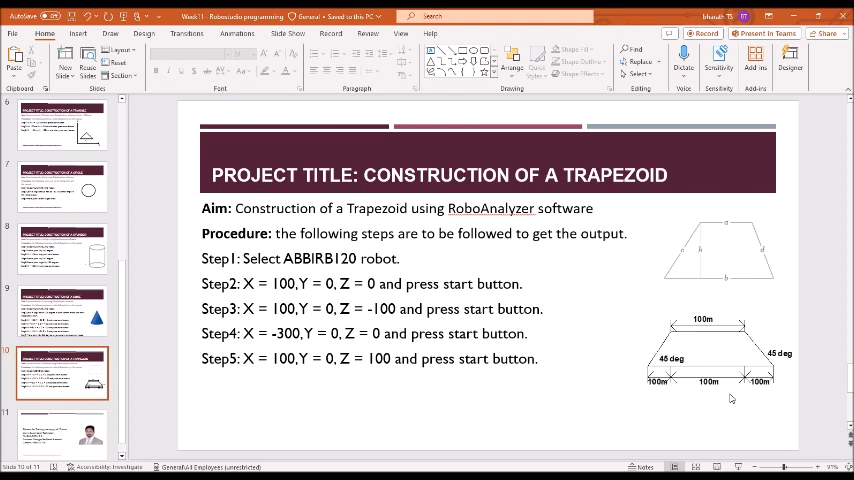 AutoSave Off
Week11 - Robostudio programming
General • Saved to this PC
Search
bharath TS
BT
File Home Insert Draw Design Transitions Animations Slide Show Record Review View Help
Record
Present in Teams
Share
Paste
New Slide
Reuse Slides
Layout
Reset
Section
Arrange
Quick Styles
Shape Fill
Shape Outline
Shape Effects
Find
Replace
Select
Dictate
Sensitivity
Add-ins
Designer
Clipboard
Slides
Font
Paragraph
Drawing
Editing
Voice
Sensitivity
Add-ins
6
7
8
9
10
11
PROJECT TITLE: CONSTRUCTION OF A TRAPEZOID
Aim: Construction of a Trapezoid using RoboAnalyzer software
Procedure: the following steps are to be followed to get the output.
Step1: Select ABBIRB120 robot.
Step2: X = 100, Y = 0, Z = 0 and press start button.
Step3: X = 100, Y = 0, Z = -100 and press start button.
Step4: X = -300, Y = 0, Z = 0 and press start button.
Step5: X = 100, Y = 0, Z = 100 and press start button.
a
c
h
d
b
100m
45 deg
45 deg
100m
100m
100m
Slide 10 of 11
Accessibility: Investigate
General\All Employees (unrestricted)
Notes
91%